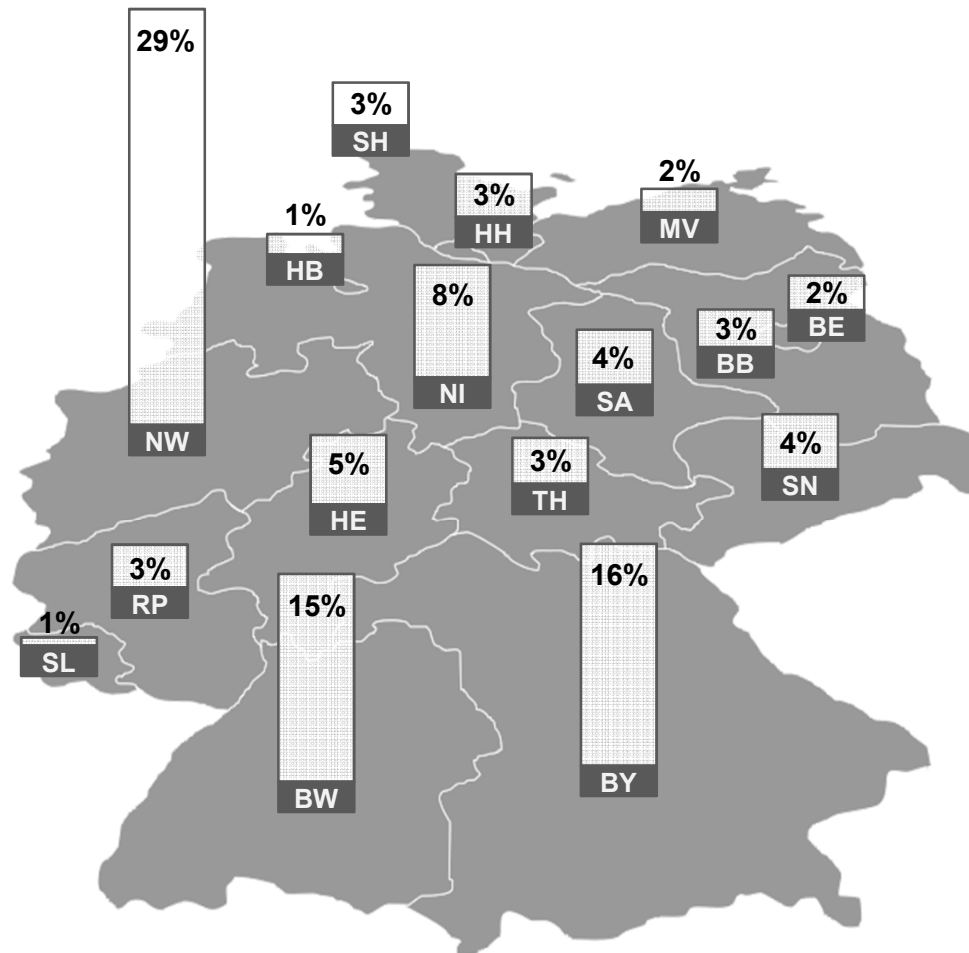 29%
NW
3%
SH
3%
HH
2%
MV
1%
HB
8%
NI
2%
BE
3%
BB
4%
SA
4%
SN
5%
HE
3%
TH
3%
RP
16%
BY
15%
BW
1%
SL